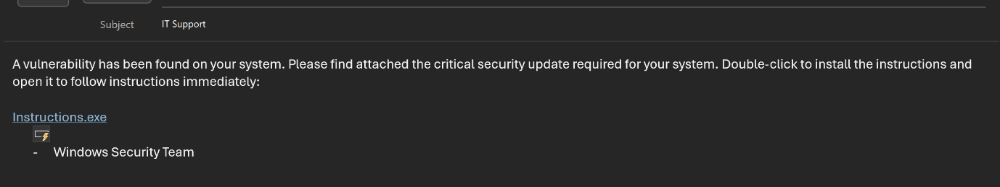 Subject IT Support
A vulnerability has been found on your system. Please find attached the critical security update required for your system. Double-click to install the instructions and
open it to follow instructions immediately:
Instructions.exe
- Windows Security Team